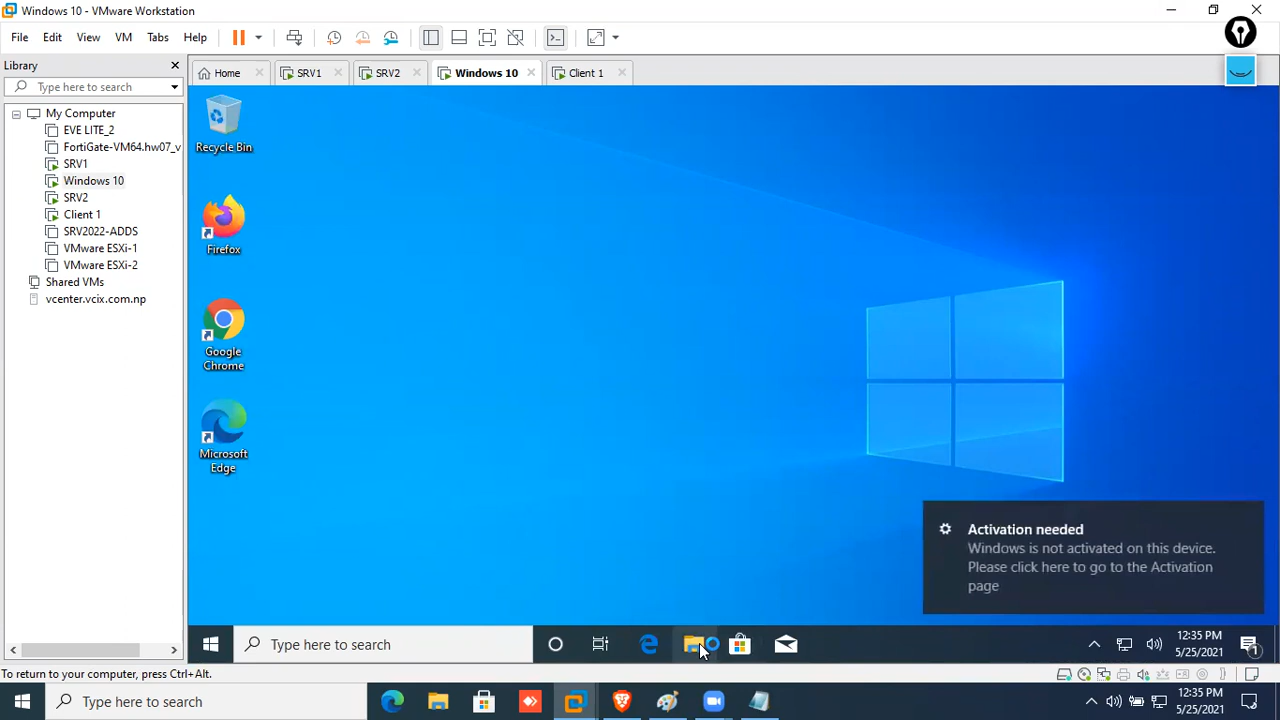 Windows 10 - VMware Workstation
File Edit View VM Tabs Help
Library
Type here to search
My Computer
EVE LITE_2
FortiGate-VM64.hw07_v
SRV1
Windows 10
SRV2
Client 1
SRV2022-ADDS
VMware ESXi-1
VMware ESXi-2
Shared VMs
vcenter.vcix.com.np
Home SRV1 SRV2 Windows 10 Client 1
Recycle Bin
Firefox
Google
Chrome
Microsoft
Edge
Activation needed
Windows is not activated on this device.
Please click here to go to the Activation
page
Type here to search
12:35 PM
5/25/2021
1
To return to your computer, press Ctrl+Alt.
Type here to search
12:35 PM
5/25/2021